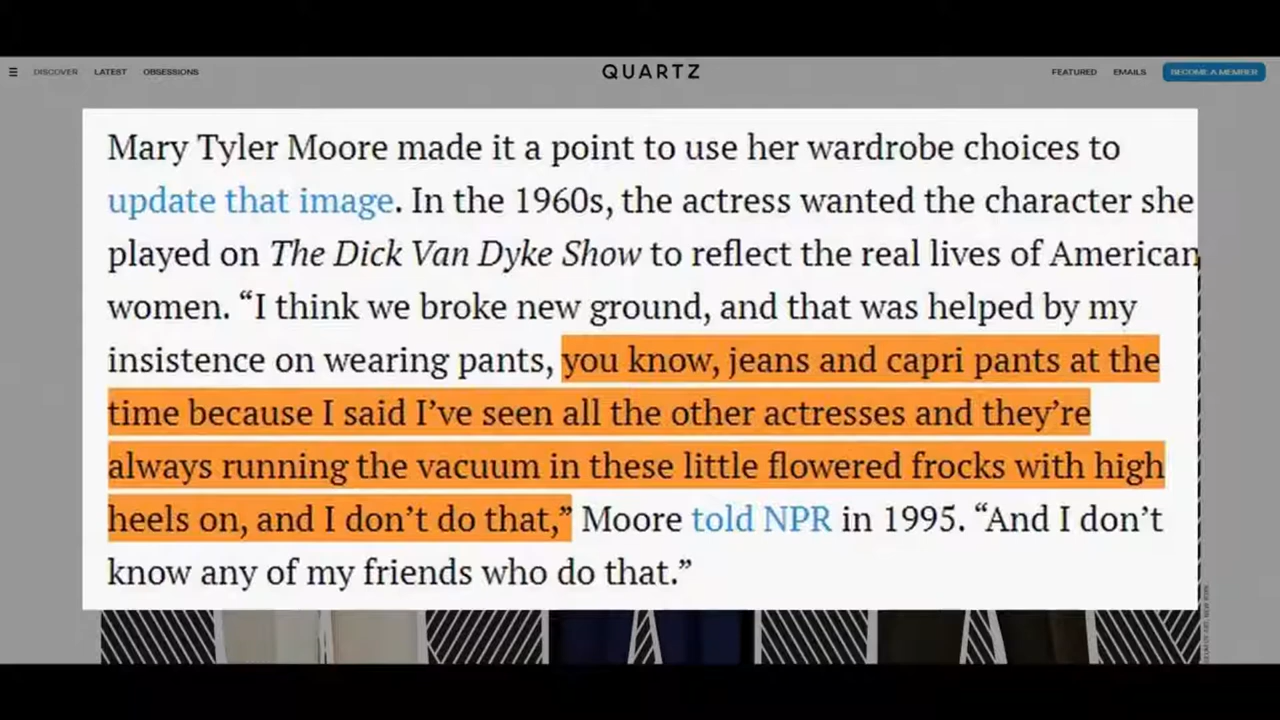 ☰ DISCOVER LATEST OBSESSIONS QUARTZ FEATURED EMAILS BECOME A MEMBER
Mary Tyler Moore made it a point to use her wardrobe choices to
update that image. In the 1960s, the actress wanted the character she
played on The Dick Van Dyke Show to reflect the real lives of American
women. “I think we broke new ground, and that was helped by my
insistence on wearing pants, you know, jeans and capri pants at the
time because I said I’ve seen all the other actresses and they’re
always running the vacuum in these little flowered frocks with high
heels on, and I don’t do that,” Moore told NPR in 1995. “And I don’t
know any of my friends who do that.”